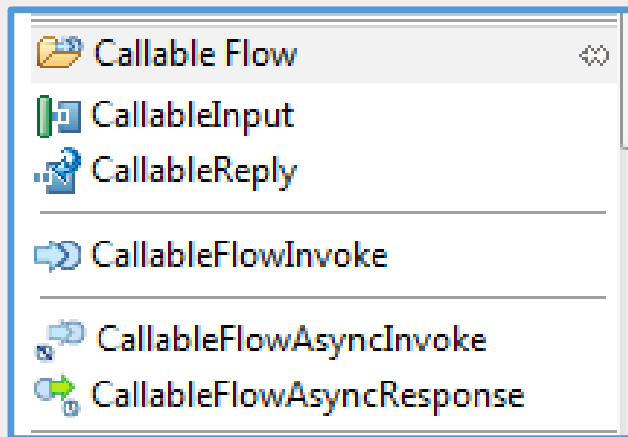 Callable Flow
CallableInput
CallableReply
CallableFlowInvoke
CallableFlowAsyncInvoke
CallableFlowAsyncResponse